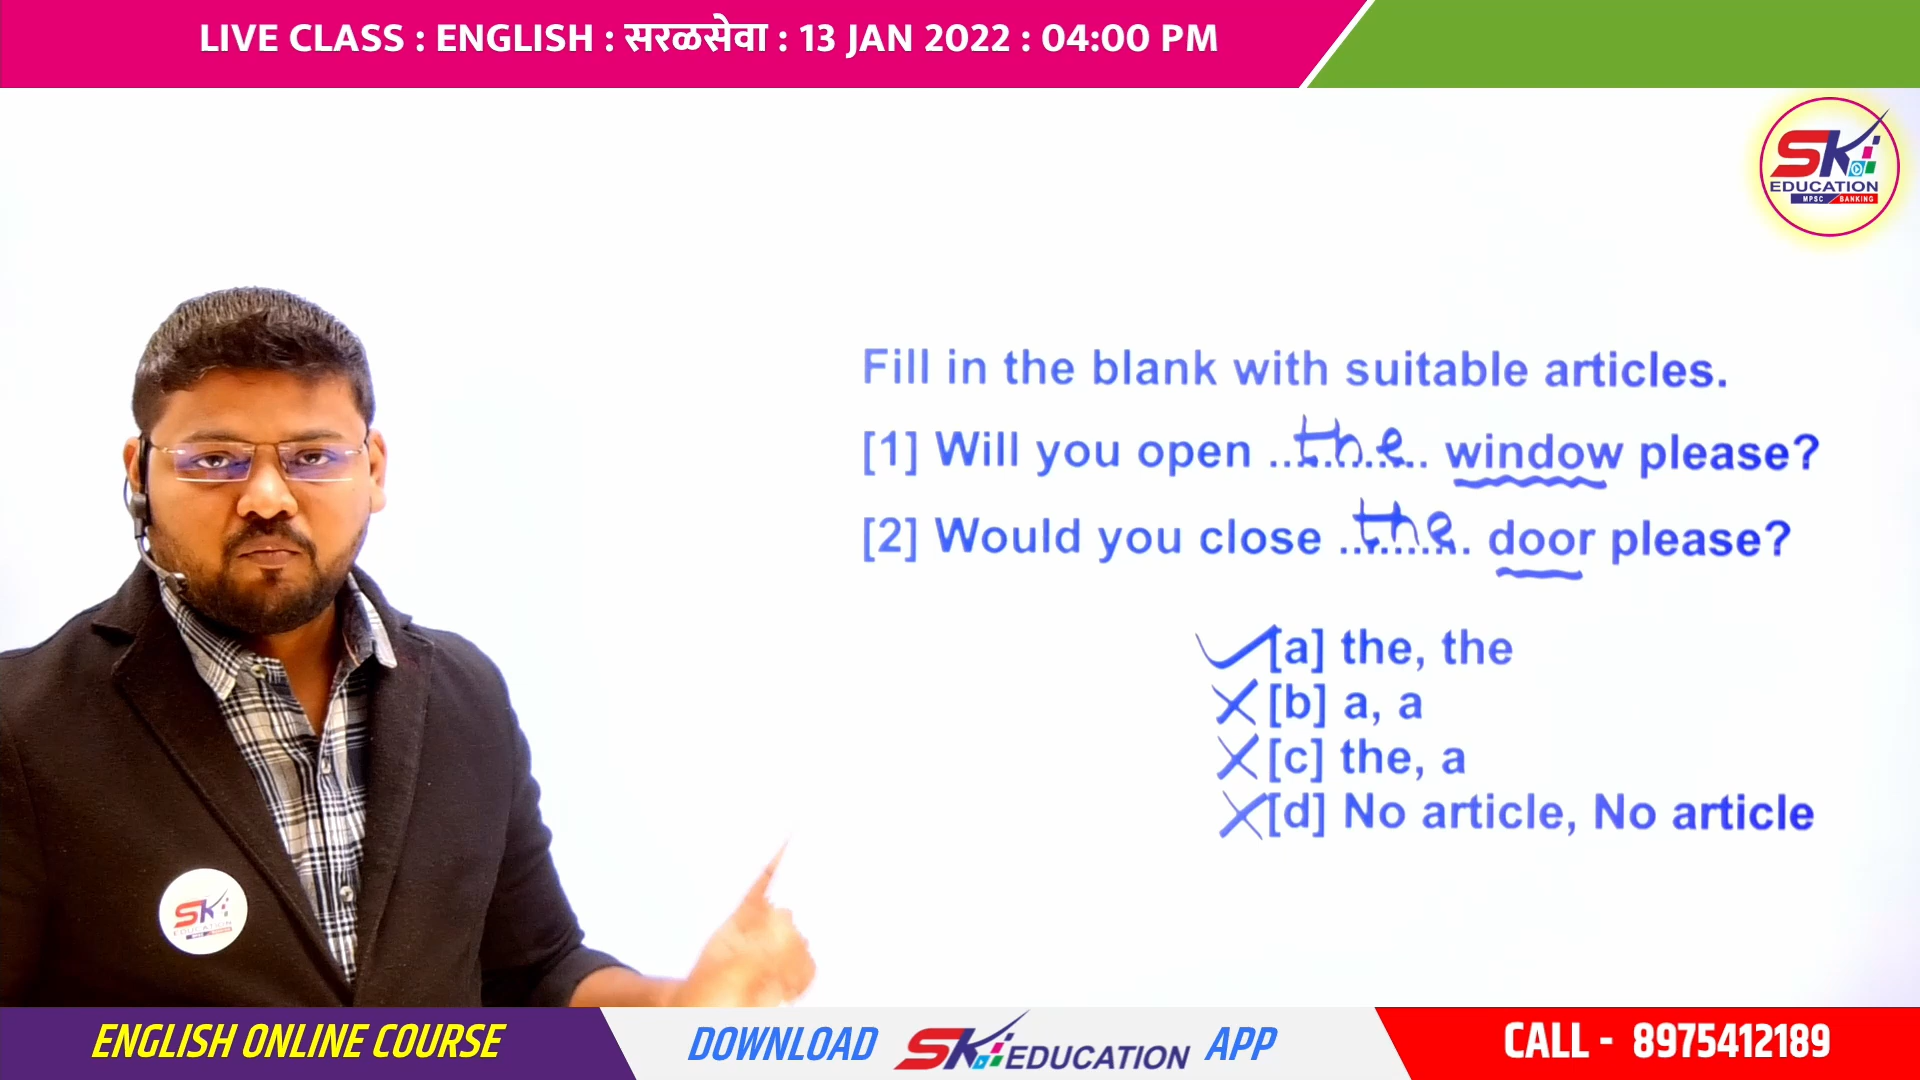 LIVE CLASS : ENGLISH : सरळसेवा : 13 JAN 2022 : 04:00 PM
SK
EDUCATION
MPSC BANKING
Fill in the blank with suitable articles.
[1] Will you open ...the... window please?
[2] Would you close ...the... door please?
[a] the, the
[b] a, a
[c] the, a
[d] No article, No article
SK
EDUCATION
ENGLISH ONLINE COURSE
DOWNLOAD SK EDUCATION APP
CALL - 8975412189